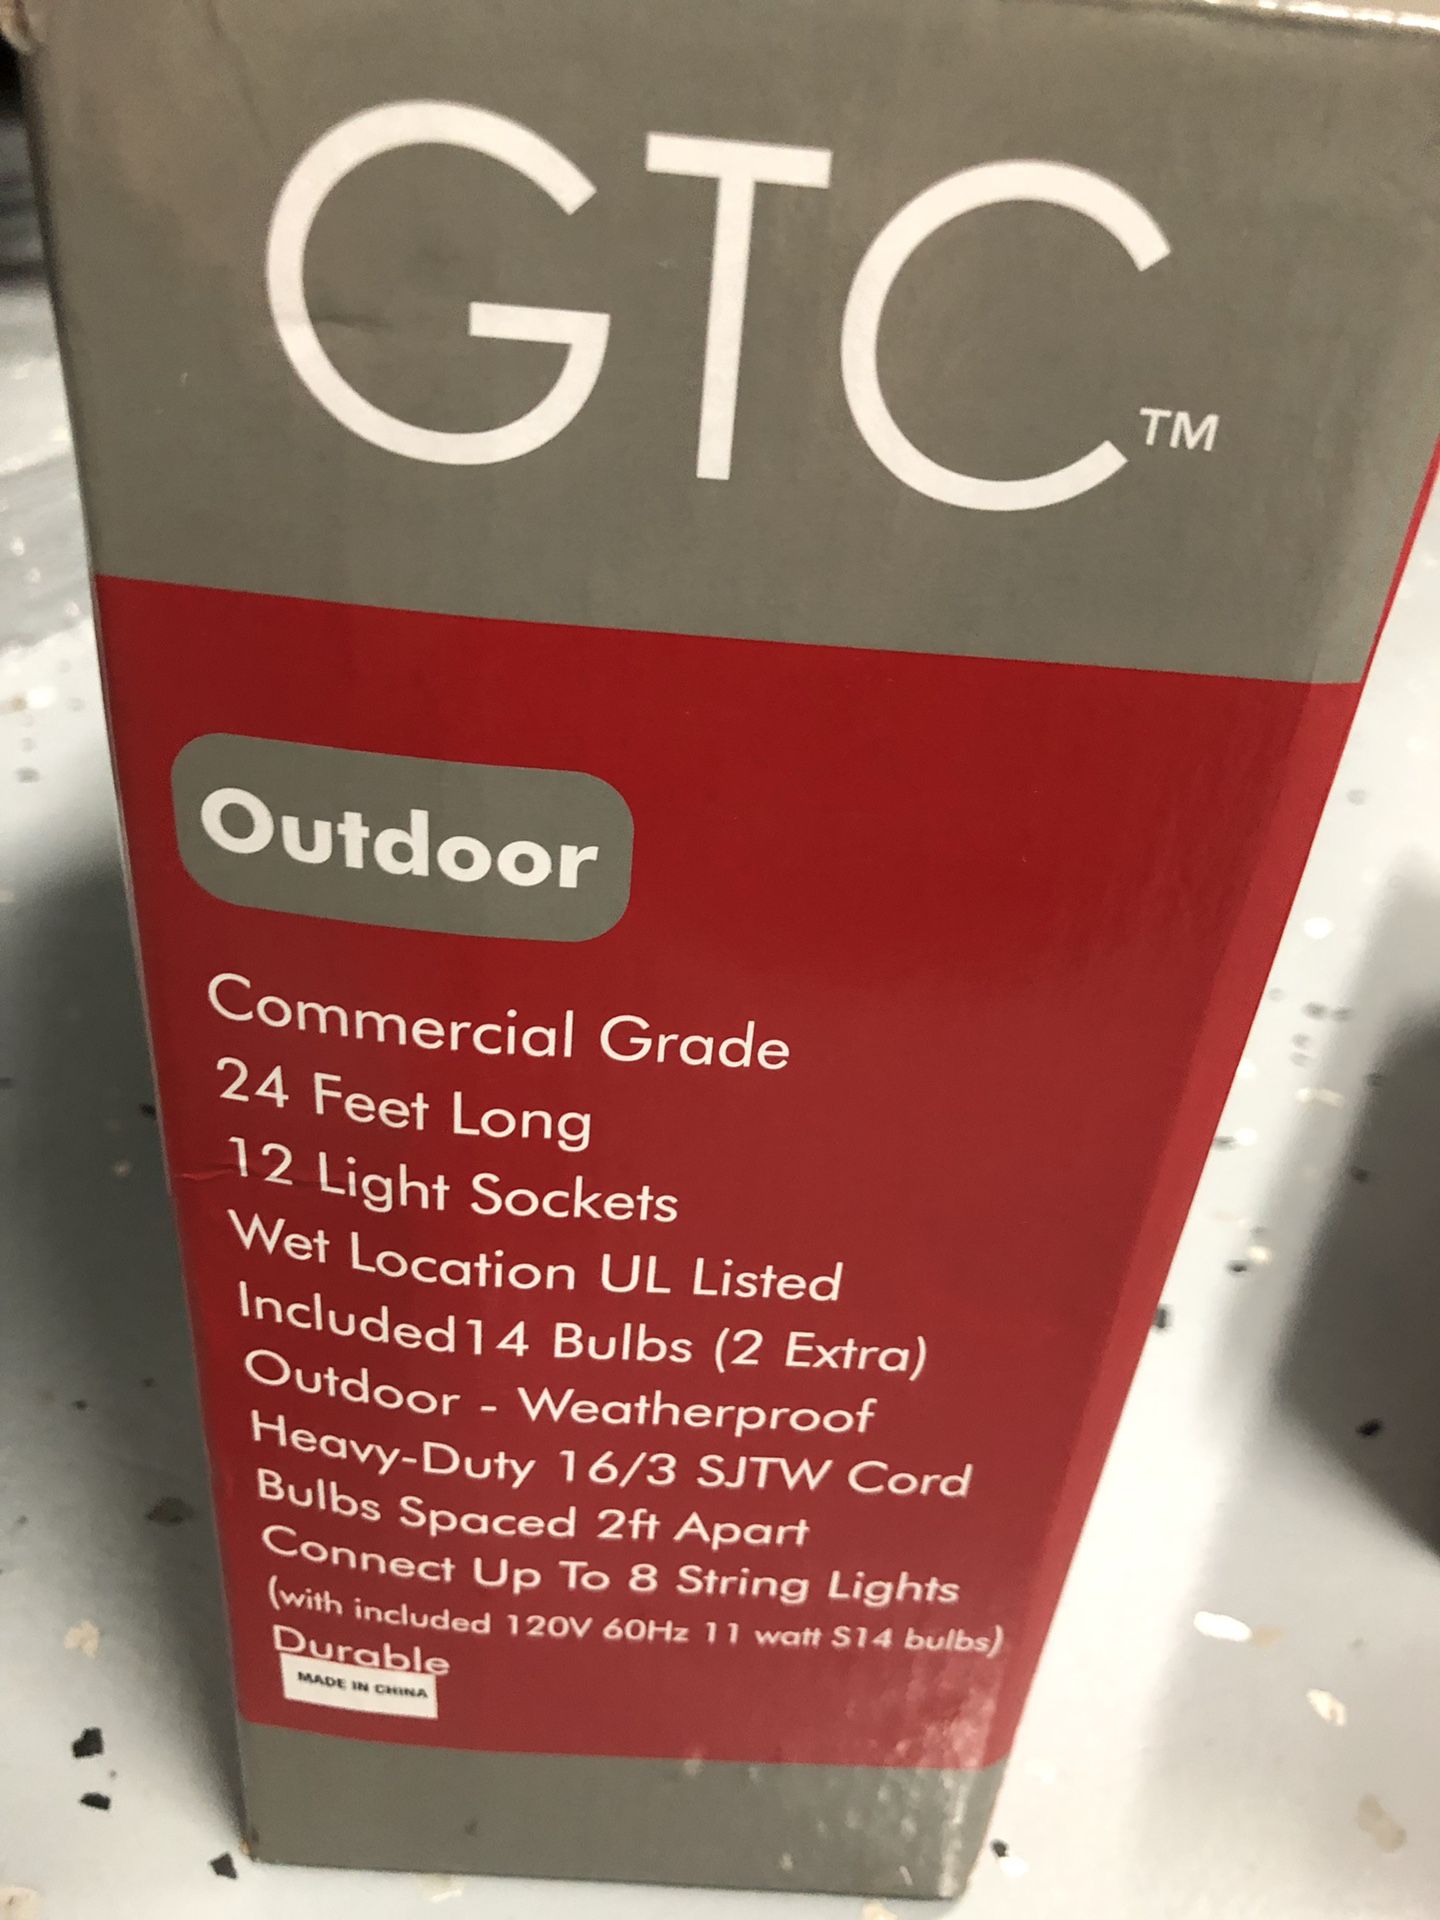 GTC™
Outdoor
Commercial Grade
24 Feet Long
12 Light Sockets
Wet Location UL Listed
Included14 Bulbs (2 Extra)
Outdoor - Weatherproof
Heavy-Duty 16/3 SJTW Cord
Bulbs Spaced 2ft Apart
Connect Up To 8 String Lights
(with included 120V 60Hz 11 watt S14 bulbs)
Durable
MADE IN CHINA